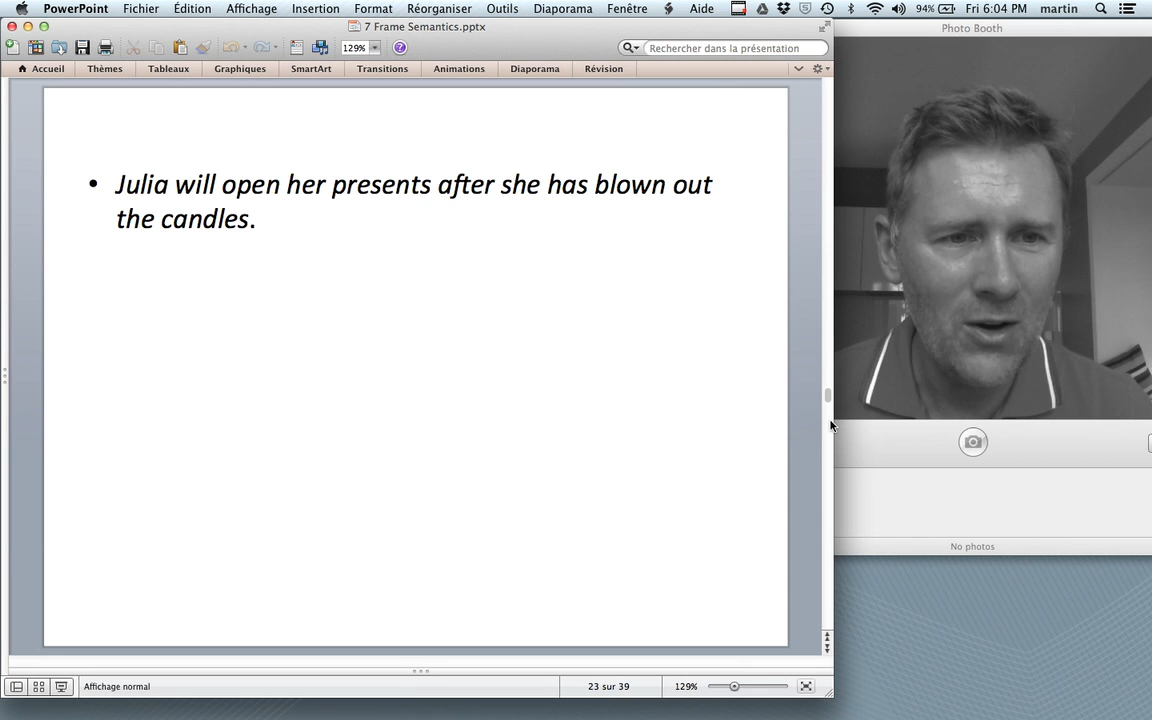 PowerPoint Fichier Édition Affichage Insertion Format Réorganiser Outils Diaporama Fenêtre Aide 94% Fri 6:04 PM martin
7 Frame Semantics.pptx
Photo Booth
129% Rechercher dans la présentation
Accueil Thèmes Tableaux Graphiques SmartArt Transitions Animations Diaporama Révision
• Julia will open her presents after she has blown out
the candles.
No photos
Affichage normal 23 sur 39 129%